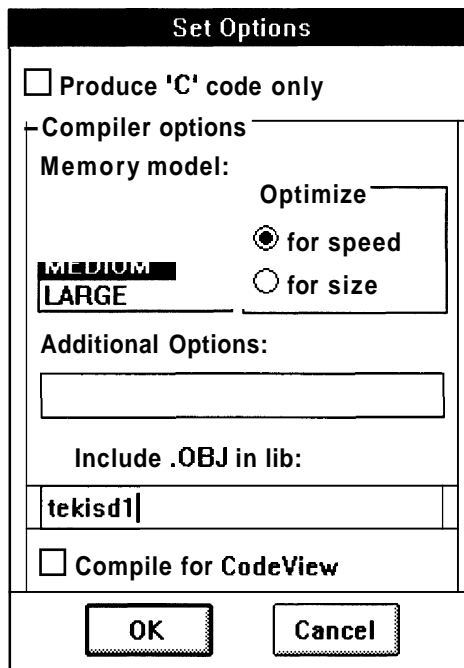 Set Options
Produce 'C' code only
Compiler options
Memory model:
Optimize
for speed
MEDIUM
for size
LARGE
Additional Options:
Include .OBJ in lib:
tekisd1
Compile for CodeView
OK Cancel